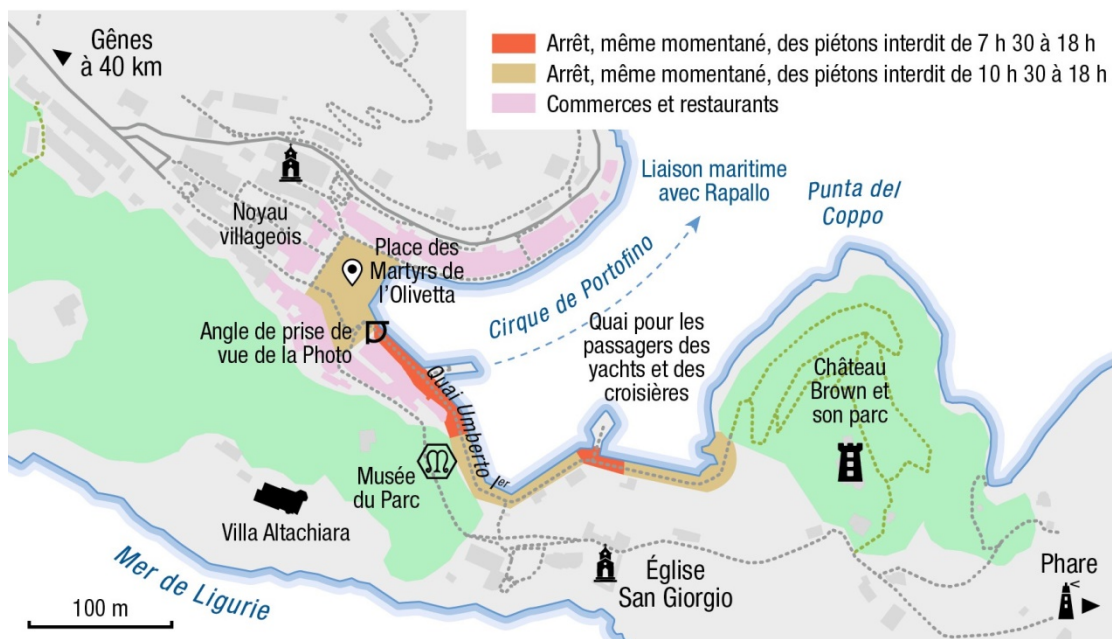 Gênes
à 40 km
Arrêt, même momentané, des piétons interdit de 7 h 30 à 18 h
Arrêt, même momentané, des piétons interdit de 10 h 30 à 18 h
Commerces et restaurants
Liaison maritime
avec Rapallo
Punta del
Coppo
Noyau
villageois
Place des
Martyrs de
l'Olivetta
Cirque de Portofino
Angle de prise de
vue de la Photo
Quai pour les
passagers des
yachts et des
croisières
Quai Umberto Ier
Château
Brown et
son parc
Musée
du Parc
Villa Altachiara
Mer de Ligurie
Église
San Giorgio
Phare
100 m